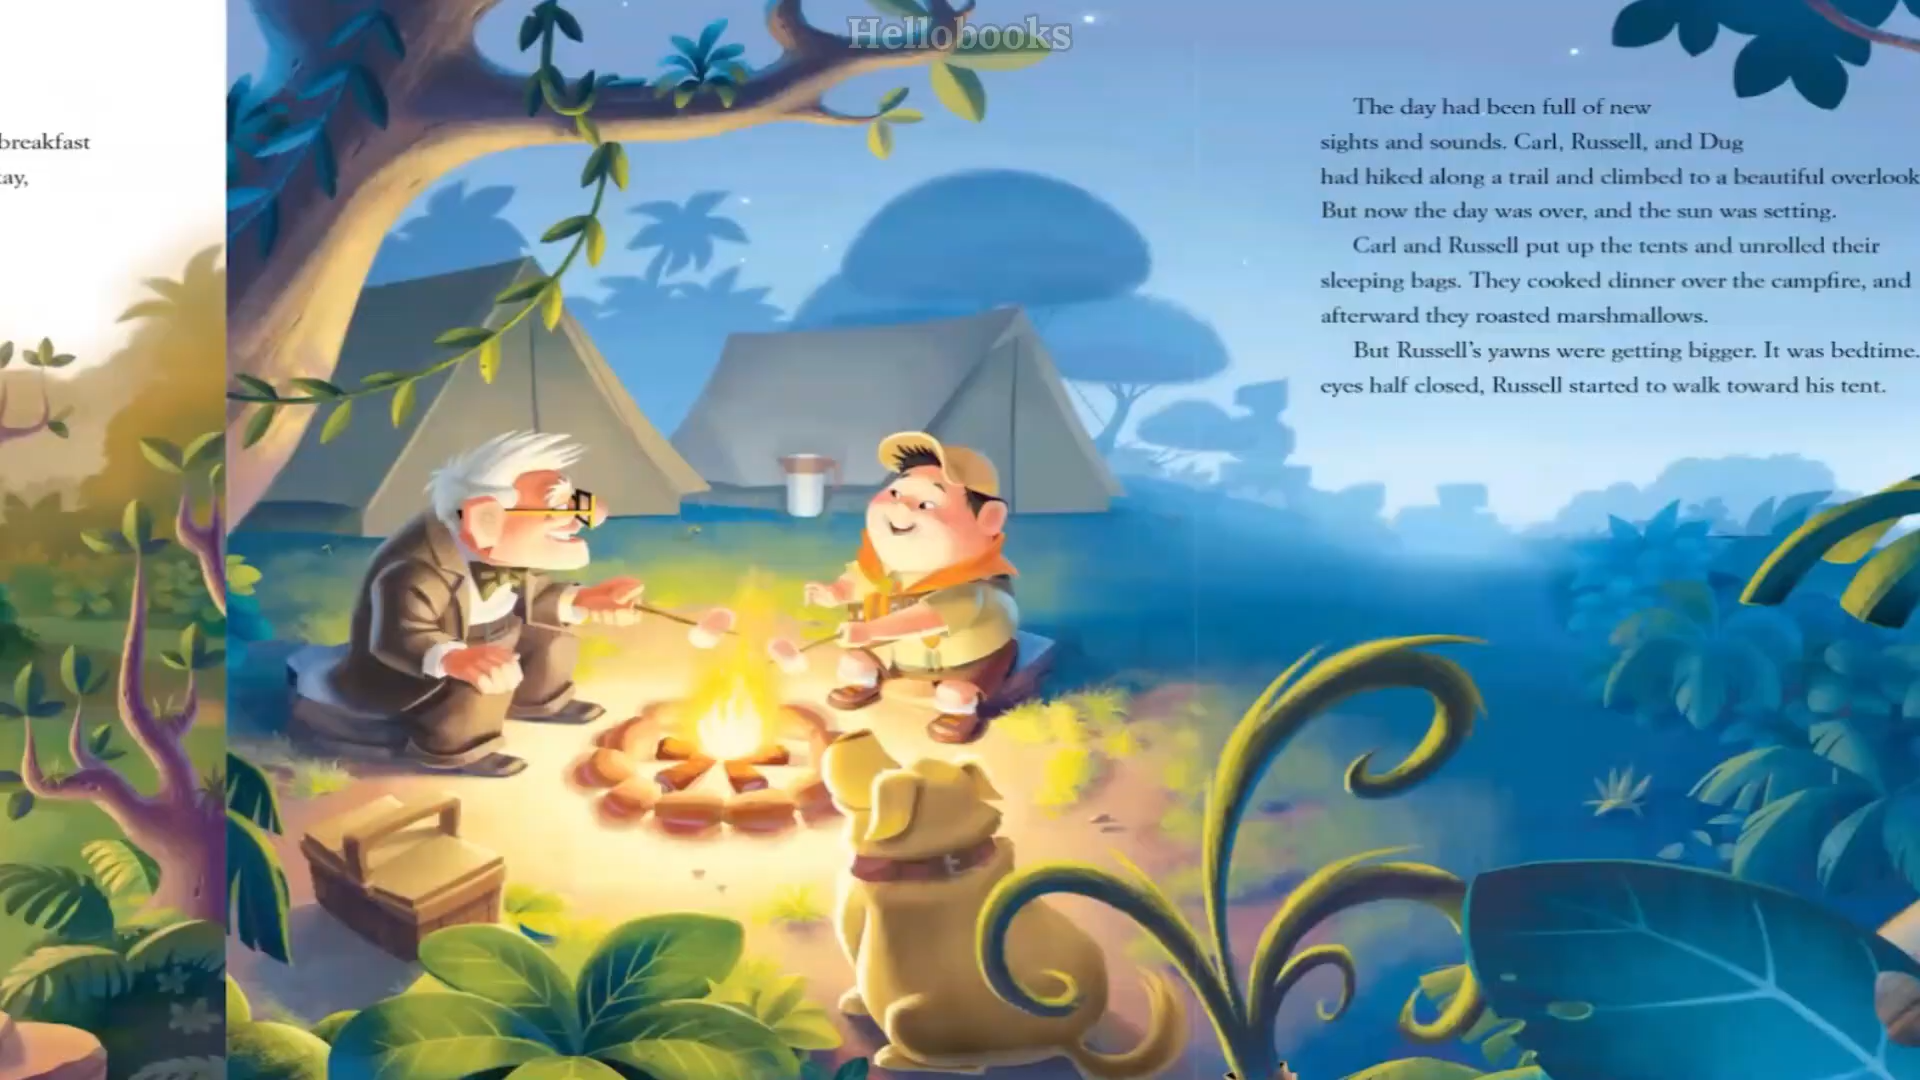 Hellobooks
breakfast
The day had been full of new
sights and sounds. Carl, Russell, and Dug
had hiked along a trail and climbed to a beautiful overlook
But now the day was over, and the sun was setting.
Carl and Russell put up the tents and unrolled their
sleeping bags. They cooked dinner over the campfire, and
afterward they roasted marshmallows.
But Russell's yawns were getting bigger. It was bedtime.
eyes half closed, Russell started to walk toward his tent.